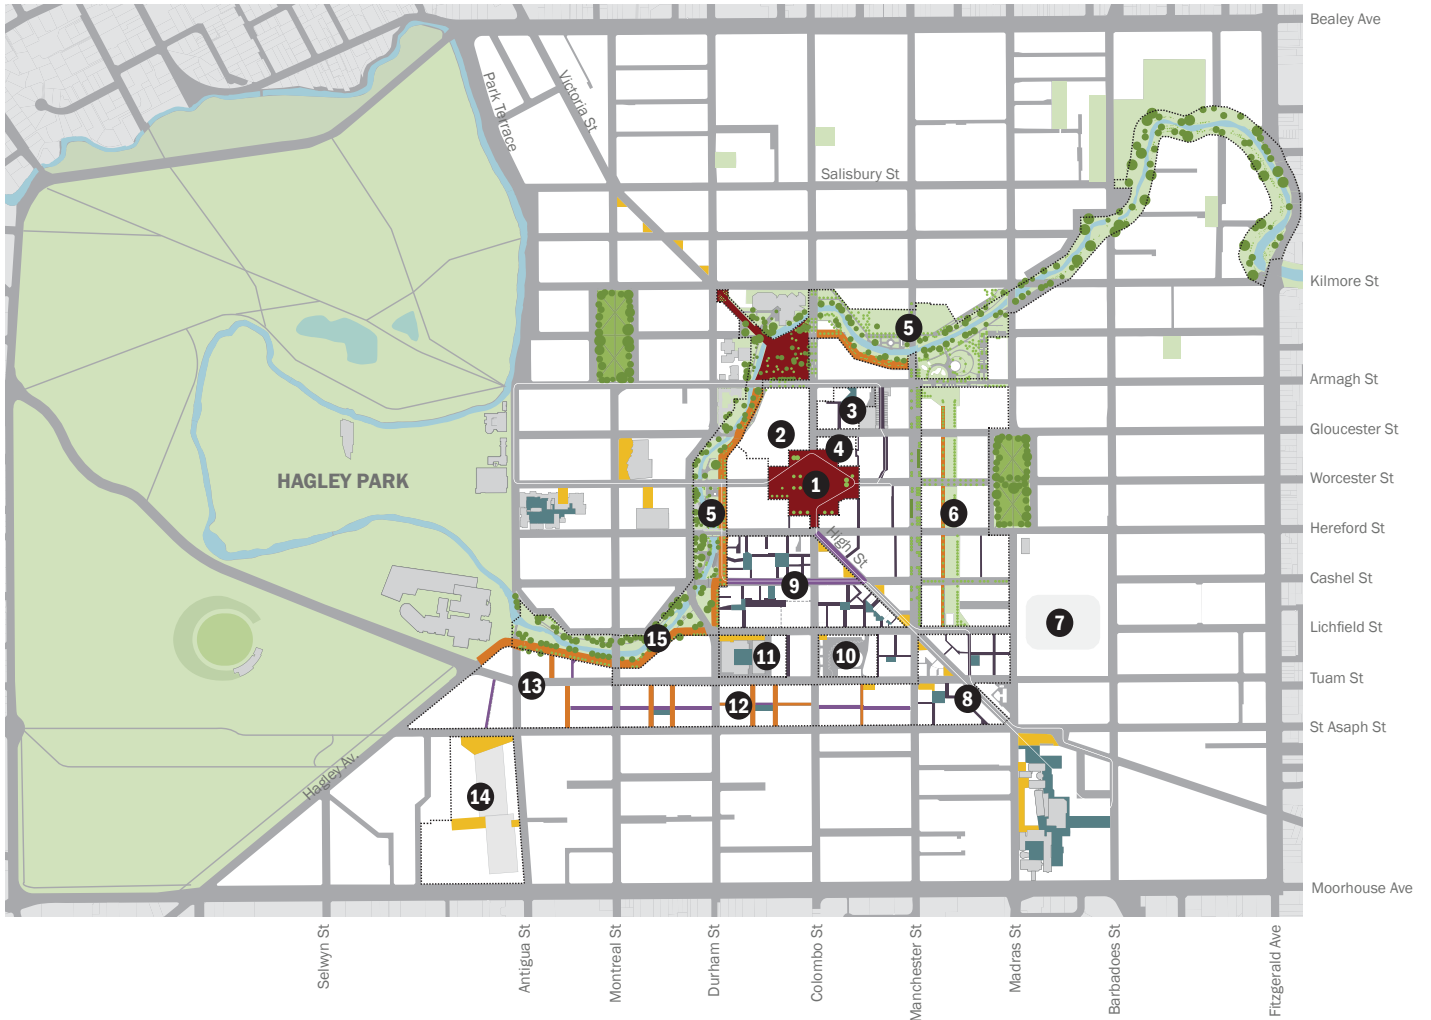 Bealey Ave
Park Terrace
Victoria St
Salisbury St
Kilmore St
5
Armagh St
3
Gloucester St
2
4
HAGLEY PARK
1
Worcester St
5
6
Hereford St
High St
Cashel St
9
7
Lichfield St
15
11
10
Tuam St
13
12
8
St Asaph St
Hagley Av.
14
Moorhouse Ave
Selwyn St
Antigua St
Montreal St
Durham St
Colombo St
Manchester St
Madras St
Barbadoes St
Fitzgerald Ave